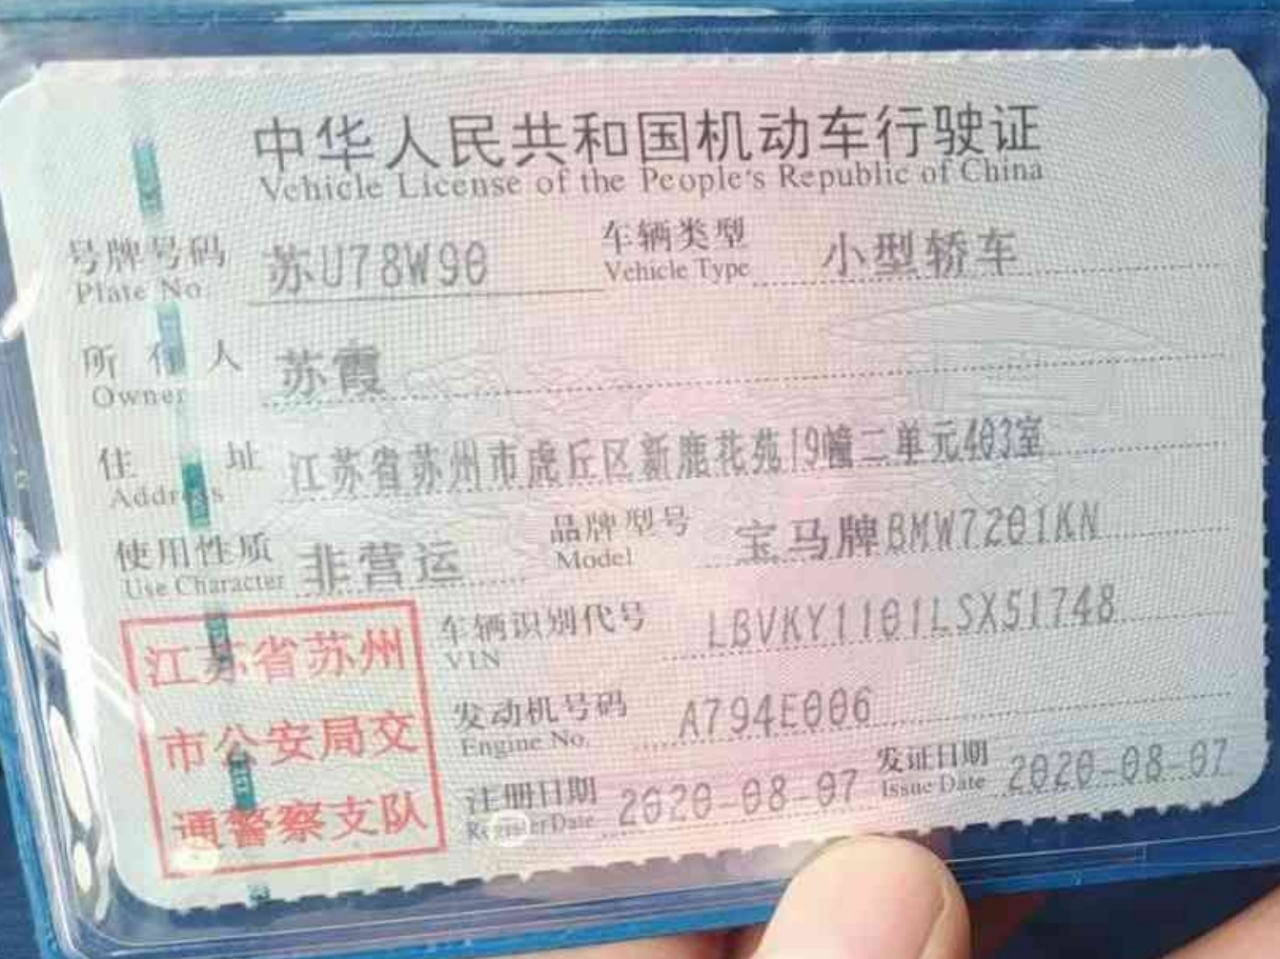 中华人民共和国机动车行驶证
Vehicle License of the People's Republic of China
号牌号码 苏U78W90 车辆类型 小型轿车
Plate No. Vehicle Type
所有人 苏霞
Owner
住址 江苏省苏州市虎丘区新鹿花苑19幢二单元403室
Address
使用性质 非营运 品牌型号 宝马牌BMW7201KN
Use Character Model
江苏省苏州
市公安局交
通警察支队
车辆识别代号 LBVKY1101LSX51748
VIN
发动机号码 A794E006
Engine No.
注册日期 2020-08-07 发证日期 2020-08-07
Register Date Issue Date